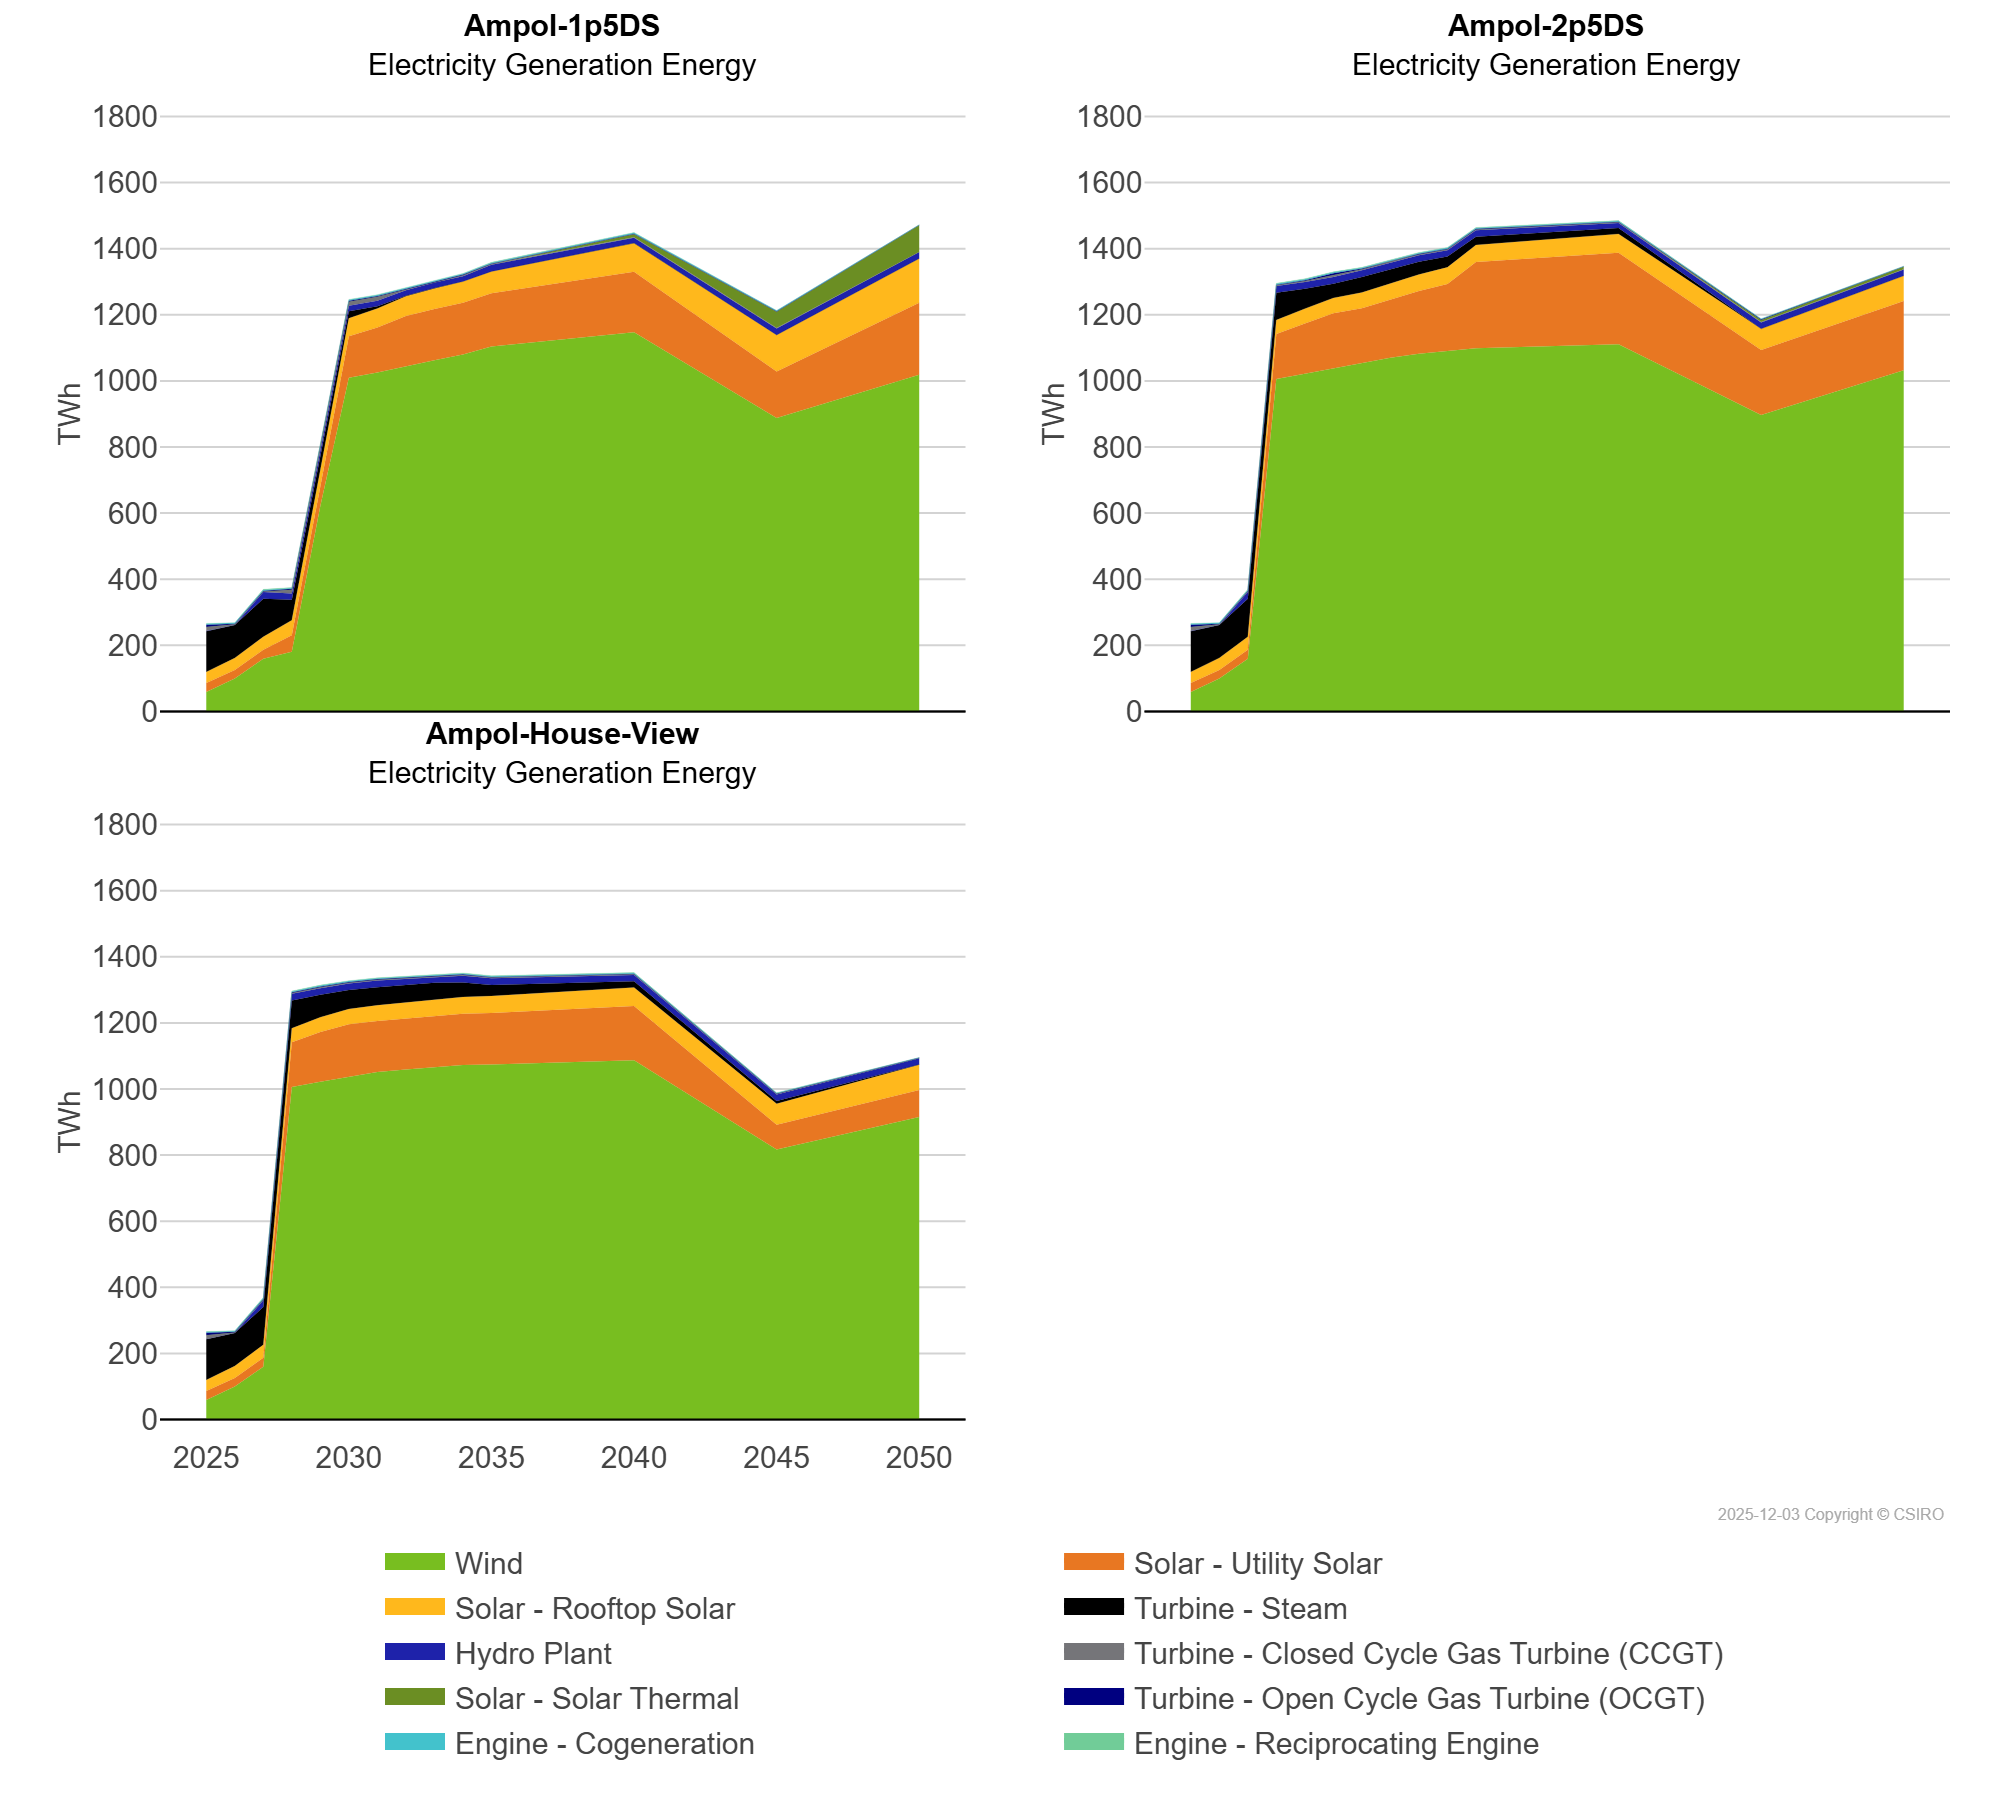 Ampol-1p5DS
Electricity Generation Energy
1800
1600
1400
1200
1000
800
600
400
200
0
TWh
Ampol-2p5DS
Electricity Generation Energy
1800
1600
1400
1200
1000
800
600
400
200
0
TWh
Ampol-House-View
Electricity Generation Energy
1800
1600
1400
1200
1000
800
600
400
200
0
TWh
2025 2030 2035 2040 2045 2050
2025-12-03 Copyright © CSIRO
Wind
Solar - Utility Solar
Solar - Rooftop Solar
Turbine - Steam
Hydro Plant
Turbine - Closed Cycle Gas Turbine (CCGT)
Solar - Solar Thermal
Turbine - Open Cycle Gas Turbine (OCGT)
Engine - Cogeneration
Engine - Reciprocating Engine